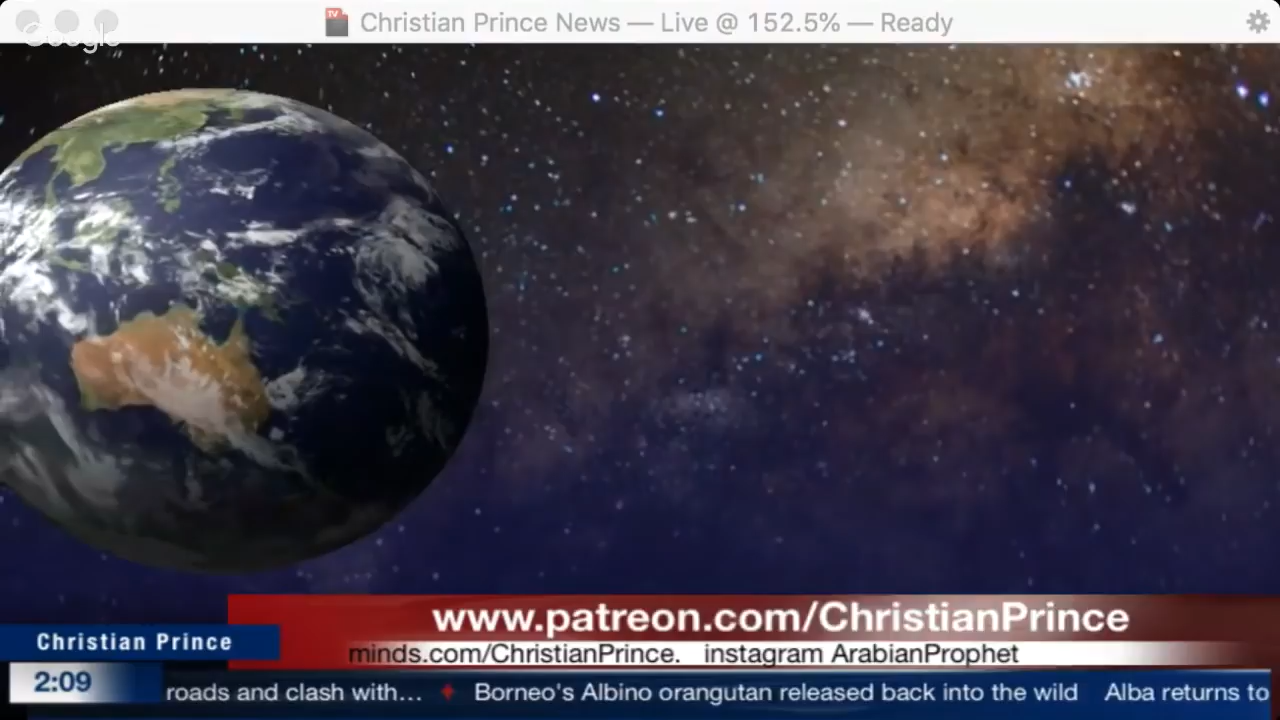 Christian Prince News — Live @ 152.5% — Ready
Google
www.patreon.com/ChristianPrince
Christian Prince
minds.com/ChristianPrince. instagram ArabianProphet
2:09
roads and clash with... ♦ Borneo's Albino orangutan released back into the wild Alba returns to